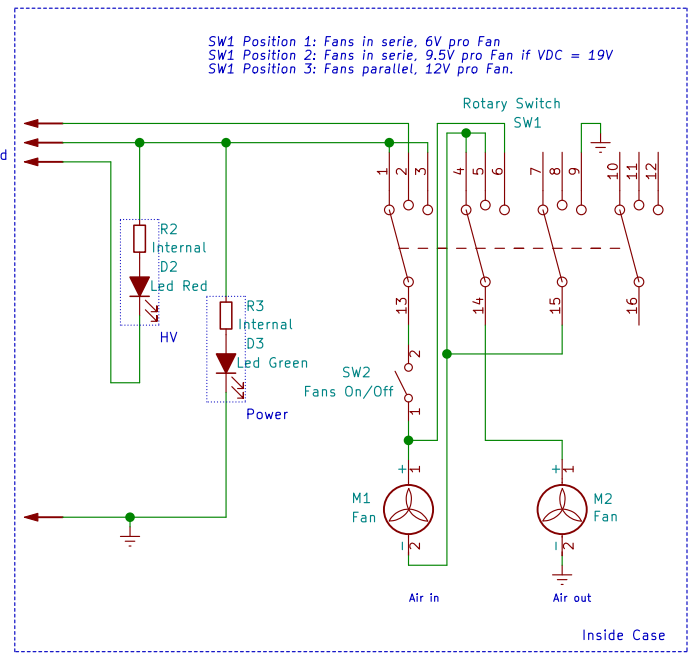 SW1 Position 1: Fans in serie, 6V pro Fan
SW1 Position 2: Fans in serie, 9.5V pro Fan if VDC = 19V
SW1 Position 3: Fans parallel, 12V pro Fan.
Rotary Switch
SW1
d
1
2
3
4
5
6
7
8
9
10
11
12
R2
Internal
D2
Led Red
HV
13
14
15
16
R3
Internal
D3
Led Green
Power
SW2
Fans On/Off
2
1
M1
Fan
+
1
-
2
M2
Fan
+
1
-
2
Air in
Air out
Inside Case